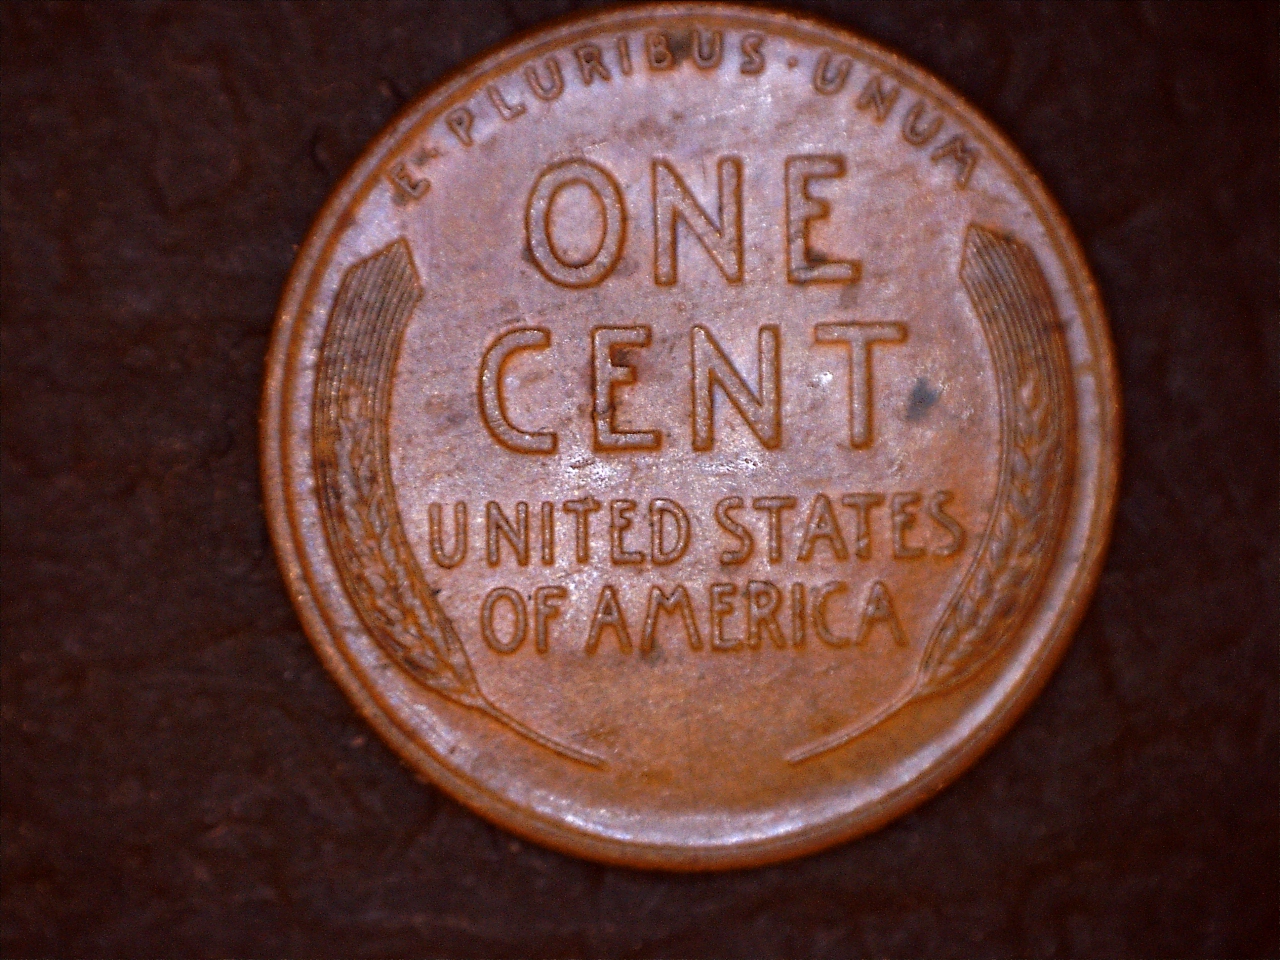 E · PLURIBUS · UNUM
ONE
CENT
UNITED STATES
OF AMERICA